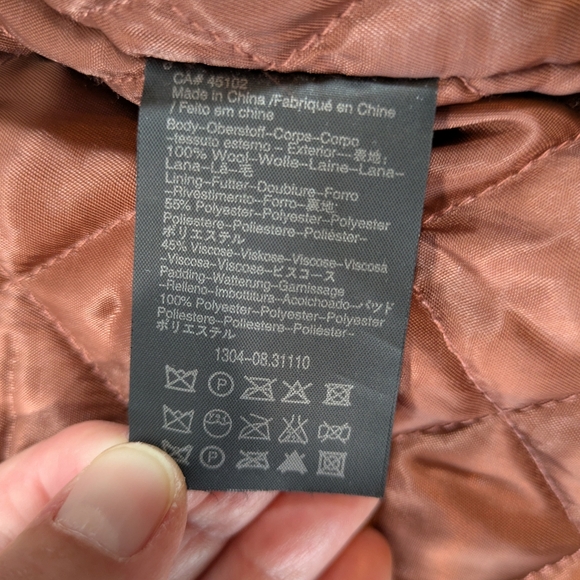 CA# 45102
Made in China /Fabriqué en Chine
/ Feito em chine
Body-Oberstoff-Corps-Corpo
-Tessuto esterno - Exterior-表地:
100% Wool-Wolle-Laine-Lana-
Lana-Lã-毛
Lining-Futter-Doublure-Forro
-Rivestimento-Forro-裏地:
55% Polyester-Polyester-Polyester
Poliestere-Poliestere-Poliéster-
ポリエステル
45% Viscose-Viskose-Viscose-Viscosa
-Viscosa-Viscose-ビスコース
Padding-Watterung-Garnissage
-Relleno-Imbottitura-Acolchoado-パッド
100% Polyester-Polyester-Polyester
Poliestere-Poliestere-Poliéster-
ポリエステル
1304-08.31110
P